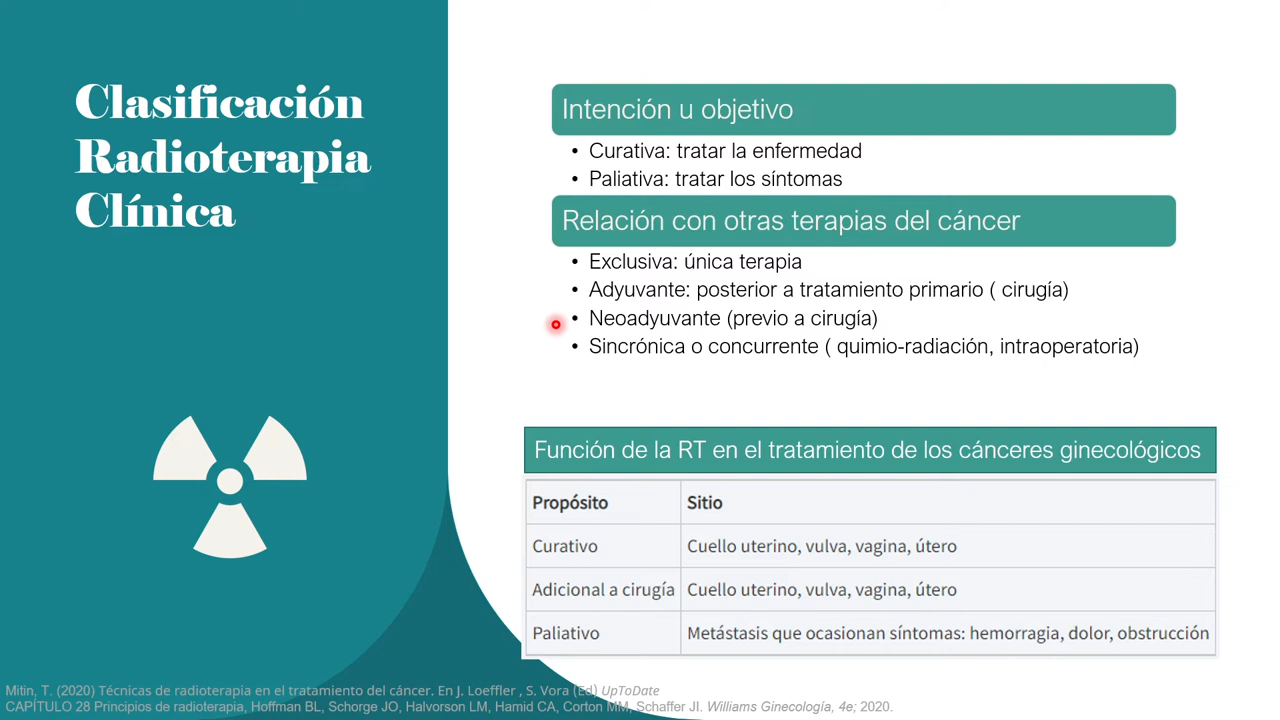 Clasificación
Radioterapia
Clínica
Intención u objetivo
• Curativa: tratar la enfermedad
• Paliativa: tratar los síntomas
Relación con otras terapias del cáncer
• Exclusiva: única terapia
• Adyuvante: posterior a tratamiento primario ( cirugía)
• Neoadyuvante (previo a cirugía)
• Sincrónica o concurrente ( quimio-radiación, intraoperatoria)
Función de la RT en el tratamiento de los cánceres ginecológicos
Propósito Sitio
Curativo Cuello uterino, vulva, vagina, útero
Adicional a cirugía Cuello uterino, vulva, vagina, útero
Paliativo Metástasis que ocasionan síntomas: hemorragia, dolor, obstrucción
Mitin, T. (2020) Técnicas de radioterapia en el tratamiento del cáncer. En J. Loeffler , S. Vora (Ed) UpToDate
CAPÍTULO 28 Principios de radioterapia, Hoffman BL, Schorge JO, Halvorson LM, Hamid CA, Corton MM, Schaffer JI. Williams Ginecología, 4e; 2020.